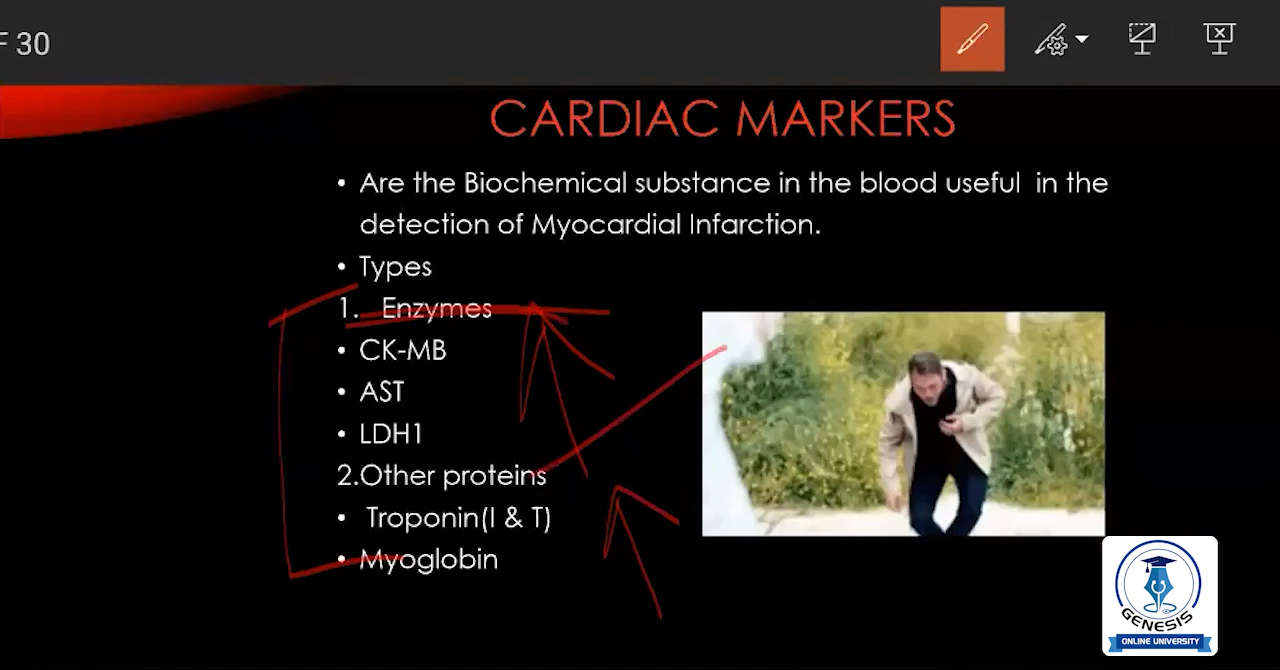 F 30
CARDIAC MARKERS
• Are the Biochemical substance in the blood useful in the
detection of Myocardial Infarction.
• Types
1. Enzymes
• CK-MB
• AST
• LDH1
2.Other proteins
• Troponin(I & T)
• Myoglobin
GENESIS
ONLINE UNIVERSITY